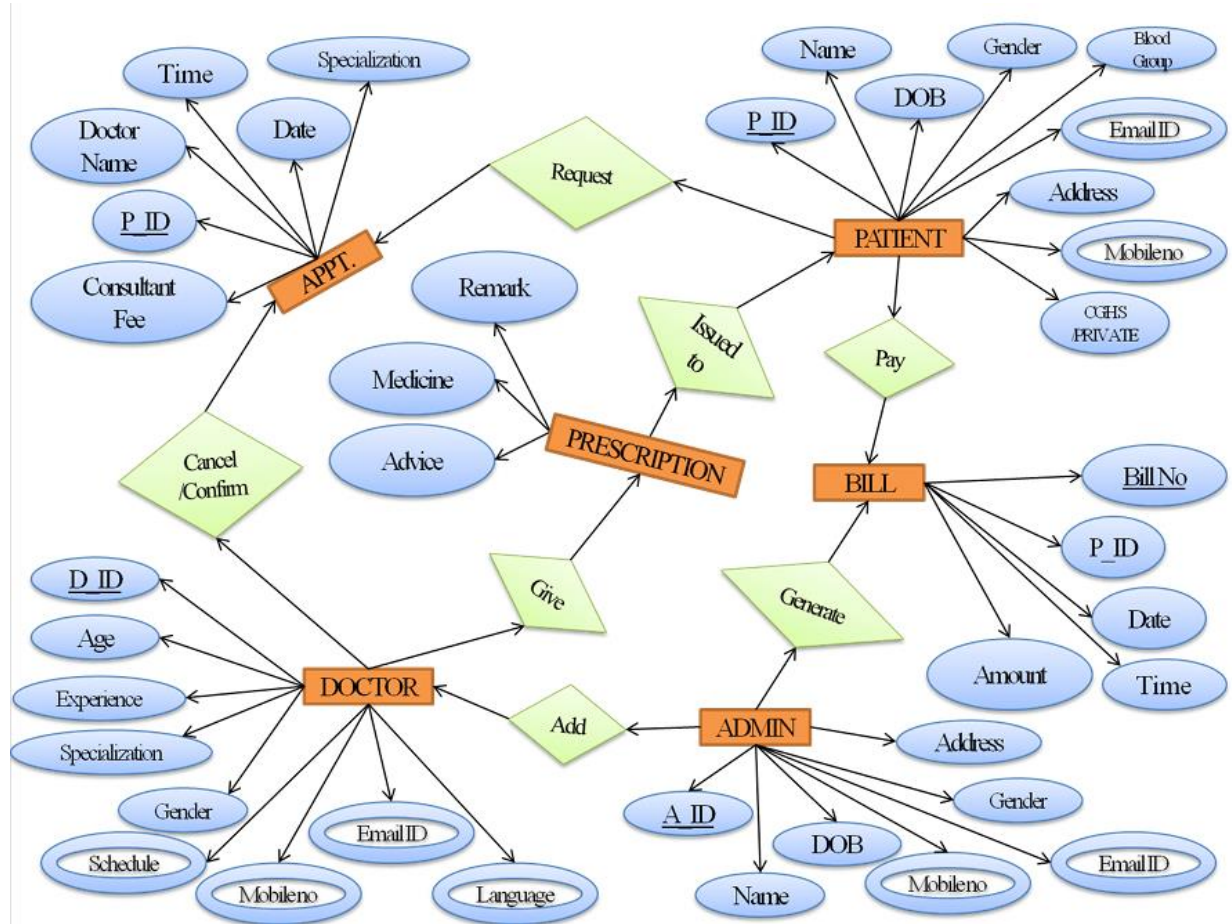 Specialization
Time
Doctor
Name
Date
P_ID
Consultant
Fee
APPT.
Request
Name
Gender
Blood
Group
DOB
P_ID
Email ID
Address
PATIENT
Mobileno
CGHS
/PRIVATE
Remark
Issued
to
Pay
Medicine
Advice
PRESCRIPTION
Cancel
/Confirm
BILL
Bill No
P_ID
Date
Time
Amount
Give
Generate
D_ID
Age
Experience
Specialization
Gender
Schedule
Mobileno
Email ID
Language
DOCTOR
Add
ADMIN
Address
Gender
A_ID
DOB
Email ID
Name
Mobileno